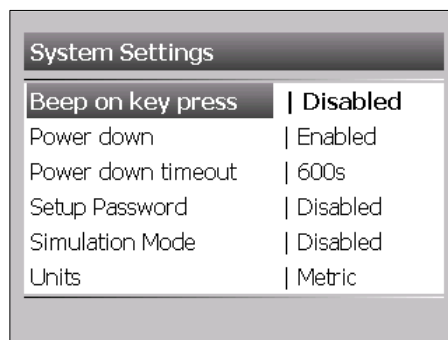 System Settings
Beep on key press | Disabled
Power down | Enabled
Power down timeout | 600s
Setup Password | Disabled
Simulation Mode | Disabled
Units | Metric